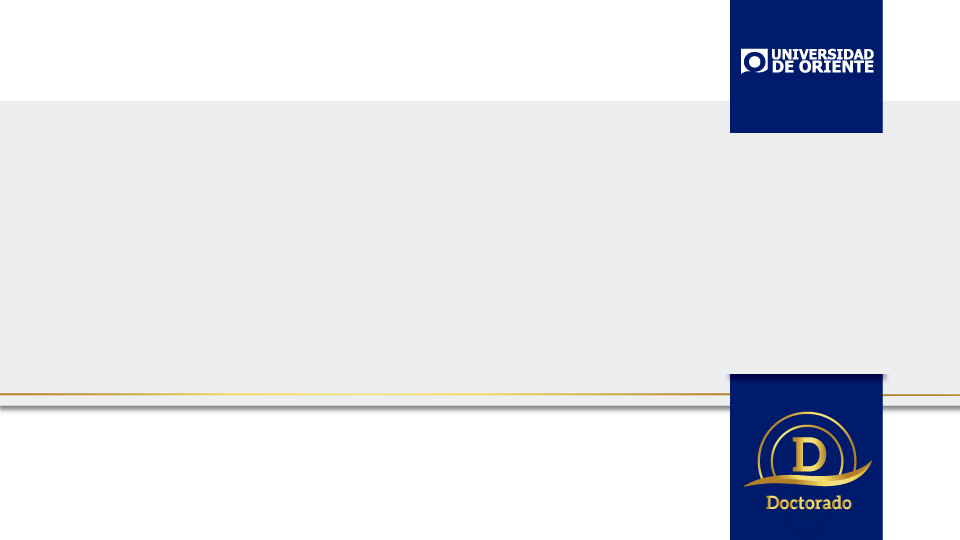 UNIVERSIDAD
DE ORIENTE
D
Doctorado